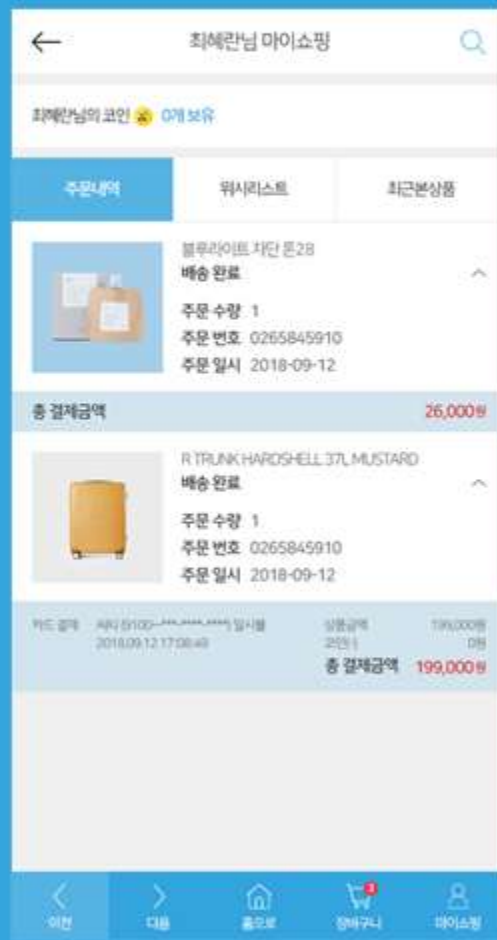 최혜란님 마이쇼핑
최혜란님의 코인 0개 보유
주문내역 위시리스트 최근본상품
블루라이트 차단 톤28
배송 완료
주문 수량 1
주문 번호 0265845910
주문 일시 2018-09-12
총 결제금액 26,000원
R TRUNK HARDSHELL 37L MUSTARD
배송 완료
주문 수량 1
주문 번호 0265845910
주문 일시 2018-09-12
카드 결제 일시불 상품금액 199,000원
2018.09.12 17:08:49 0원
총 결제금액 199,000원
이전 다음 홈으로 장바구니 마이쇼핑